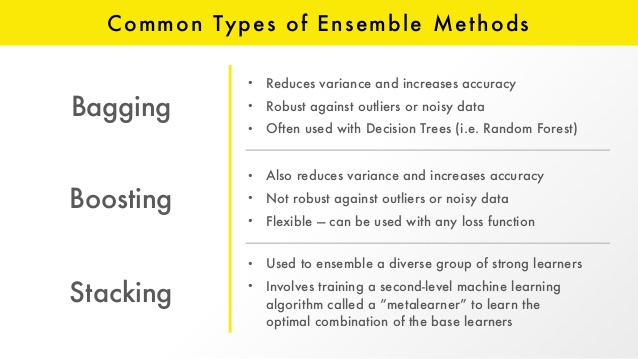 Common Types of Ensemble Methods
Bagging
• Reduces variance and increases accuracy
• Robust against outliers or noisy data
• Often used with Decision Trees (i.e. Random Forest)
Boosting
• Also reduces variance and increases accuracy
• Not robust against outliers or noisy data
• Flexible — can be used with any loss function
Stacking
• Used to ensemble a diverse group of strong learners
• Involves training a second-level machine learning
algorithm called a “metalearner” to learn the
optimal combination of the base learners